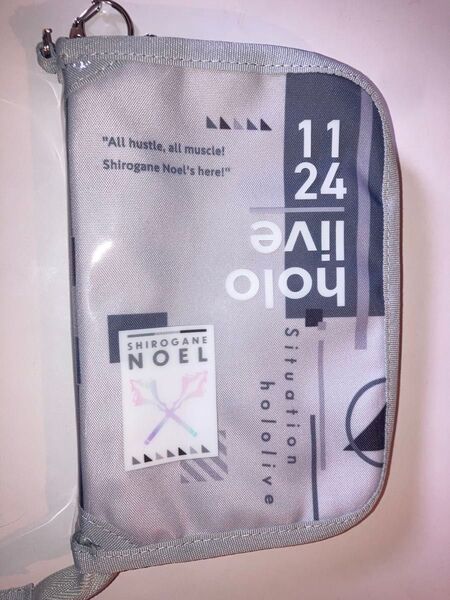 "All hustle, all muscle!
Shirogane Noel's here!"
11
24
holo
live
Situation
hololive
SHIROGANE
NOEL